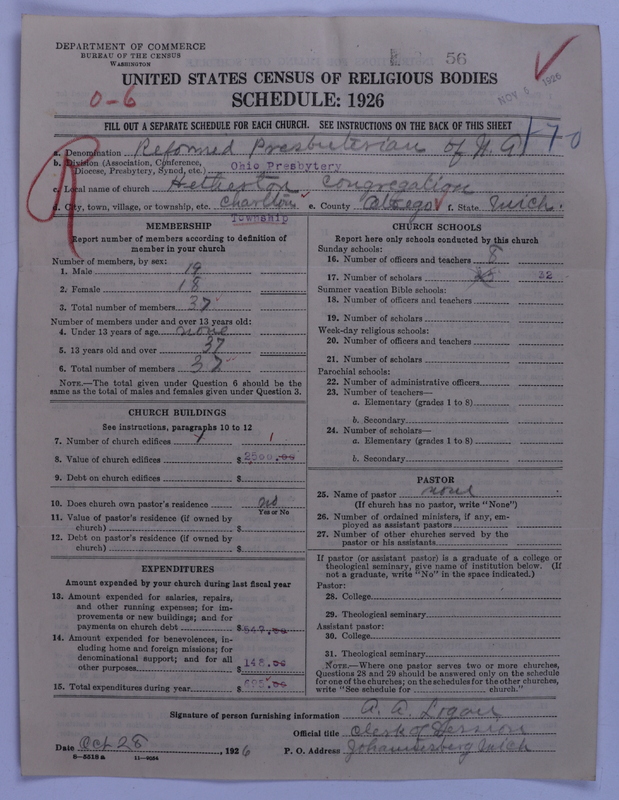 DEPARTMENT OF COMMERCE
BUREAU OF THE CENSUS
WASHINGTON
56
NOV 6 1926
UNITED STATES CENSUS OF RELIGIOUS BODIES
O-6
SCHEDULE: 1926
FILL OUT A SEPARATE SCHEDULE FOR EACH CHURCH. SEE INSTRUCTIONS ON THE BACK OF THIS SHEET
R
a. Denomination Reformed Presbyterian of N. A.
b. Division (Association, Conference, Diocese, Presbytery, Synod, etc.) Ohio Presbytery
c. Local name of church Hetherton Congregation
d. City, town, village, or township, etc. Charlton Township e. County Otsego f. State Mich.
MEMBERSHIP
Report number of members according to definition of member in your church
Number of members, by sex:
1. Male 19
2. Female 18
3. Total number of members 37
Number of members under and over 13 years old:
4. Under 13 years of age none
5. 13 years old and over 37
6. Total number of members 37
NOTE.—The total given under Question 6 should be the same as the total of males and females given under Question 3.
CHURCH BUILDINGS
See instructions, paragraphs 10 to 12
7. Number of church edifices 1
8. Value of church edifices $2500.00
9. Debt on church edifices $
10. Does church own pastor's residence no
Yes or No
11. Value of pastor's residence (if owned by church) $
12. Debt on pastor's residence (if owned by church) $
EXPENDITURES
Amount expended by your church during last fiscal year
13. Amount expended for salaries, repairs, and other running expenses; for improvements or new buildings; and for payments on church debt $547.00
14. Amount expended for benevolences, including home and foreign missions; for denominational support; and for all other purposes $148.00
15. Total expenditures during year $695.00
CHURCH SCHOOLS
Report here only schools conducted by this church
Sunday schools:
16. Number of officers and teachers 8
17. Number of scholars 32
Summer vacation Bible schools:
18. Number of officers and teachers
19. Number of scholars
Week-day religious schools:
20. Number of officers and teachers
21. Number of scholars
Parochial schools:
22. Number of administrative officers
23. Number of teachers—
a. Elementary (grades 1 to 8)
b. Secondary
24. Number of scholars—
a. Elementary (grades 1 to 8)
b. Secondary
PASTOR
25. Name of pastor none
(If church has no pastor, write "None")
26. Number of ordained ministers, if any, employed as assistant pastors
27. Number of other churches served by the pastor or his assistants
If pastor (or assistant pastor) is a graduate of a college or theological seminary, give name of institution below. (If not a graduate, write "No" in the space indicated.)
Pastor:
28. College
29. Theological seminary
Assistant pastor:
30. College
31. Theological seminary
NOTE.—Where one pastor serves two or more churches, Questions 28 and 29 should be answered only on the schedule for one of the churches; on the schedules for the other churches, write "See schedule for church."
Signature of person furnishing information A. A. Logan
Official title Clerk of Session
Date Oct 28, 1926 P. O. Address Johannesburg Mich
8-5518a 11-9084